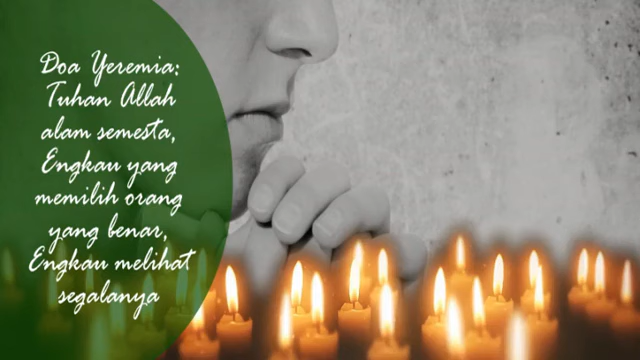 Doa Yeremia:
Tuhan Allah
alam semesta,
Engkau yang
memilih orang
yang benar,
Engkau melihat
segalanya